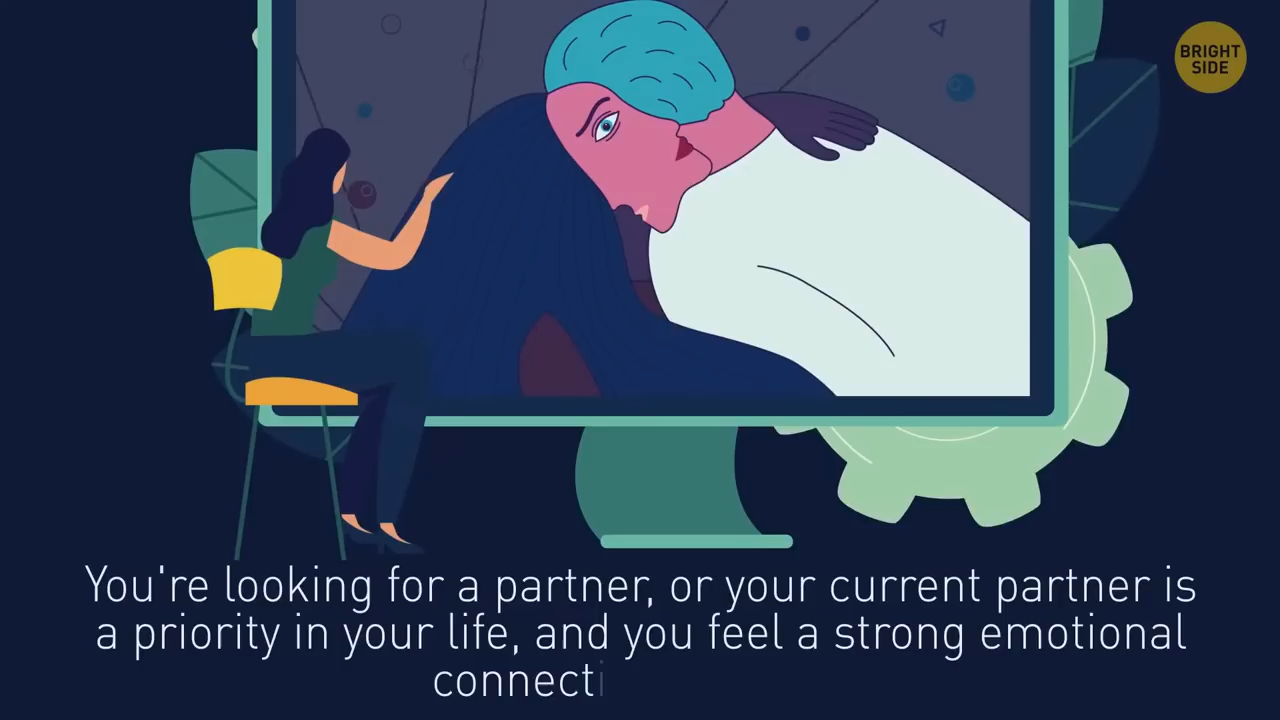 BRIGHT
SIDE
You're looking for a partner, or your current partner is
a priority in your life, and you feel a strong emotional
connecti